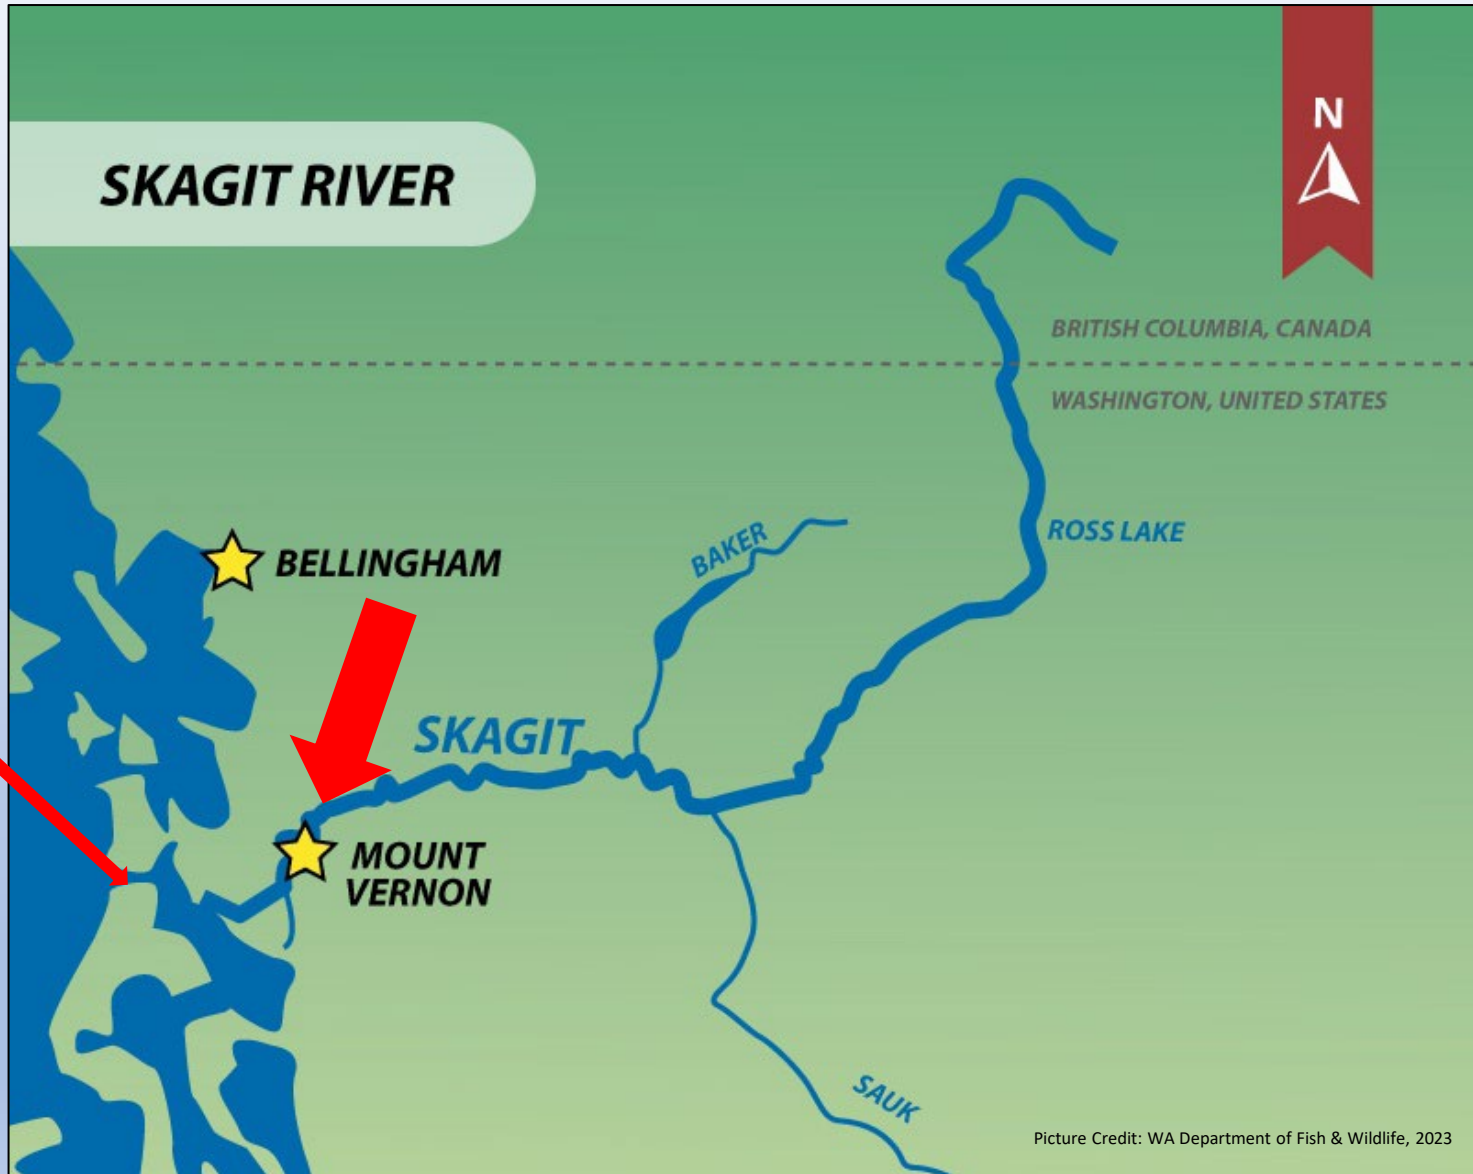 SKAGIT RIVER
N
BRITISH COLUMBIA, CANADA
WASHINGTON, UNITED STATES
BAKER
ROSS LAKE
BELLINGHAM
SKAGIT
MOUNT
VERNON
SAUK
Picture Credit: WA Department of Fish & Wildlife, 2023